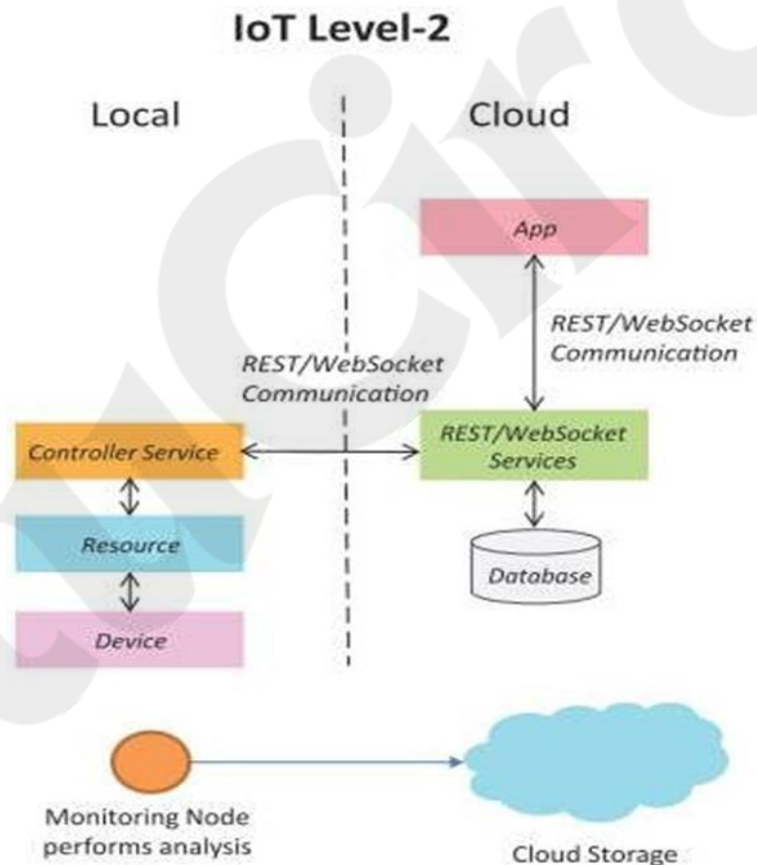 IoT Level-2
Local
Cloud
App
REST/WebSocket
Communication
REST/WebSocket
Communication
Controller Service
REST/WebSocket
Services
Resource
Database
Device
Monitoring Node
performs analysis
Cloud Storage